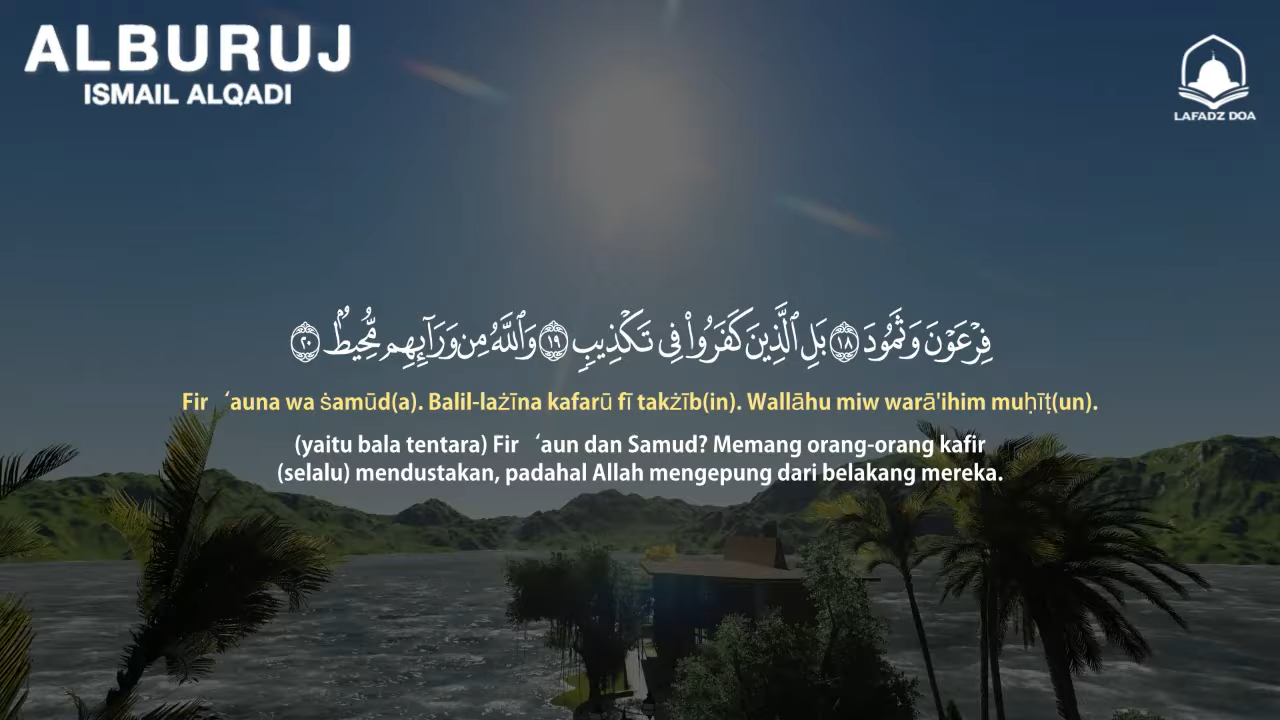 ALBURUJ
ISMAIL ALQADI
LAFADZ DOA
فِرْعَوْنَ وَثَمُودَ ١٨ بَلِ ٱلَّذِينَ كَفَرُوا۟ فِى تَكْذِيبٍ ١٩ وَٱللَّهُ مِن وَرَآئِهِم مُّحِيطٌۢ ٢٠
Fir ‘auna wa ṡamūd(a). Balil-lażīna kafarū fī takżīb(in). Wallāhu miw warā'ihim muḥīṭ(un).
(yaitu bala tentara) Fir ‘aun dan Samud? Memang orang-orang kafir
(selalu) mendustakan, padahal Allah mengepung dari belakang mereka.